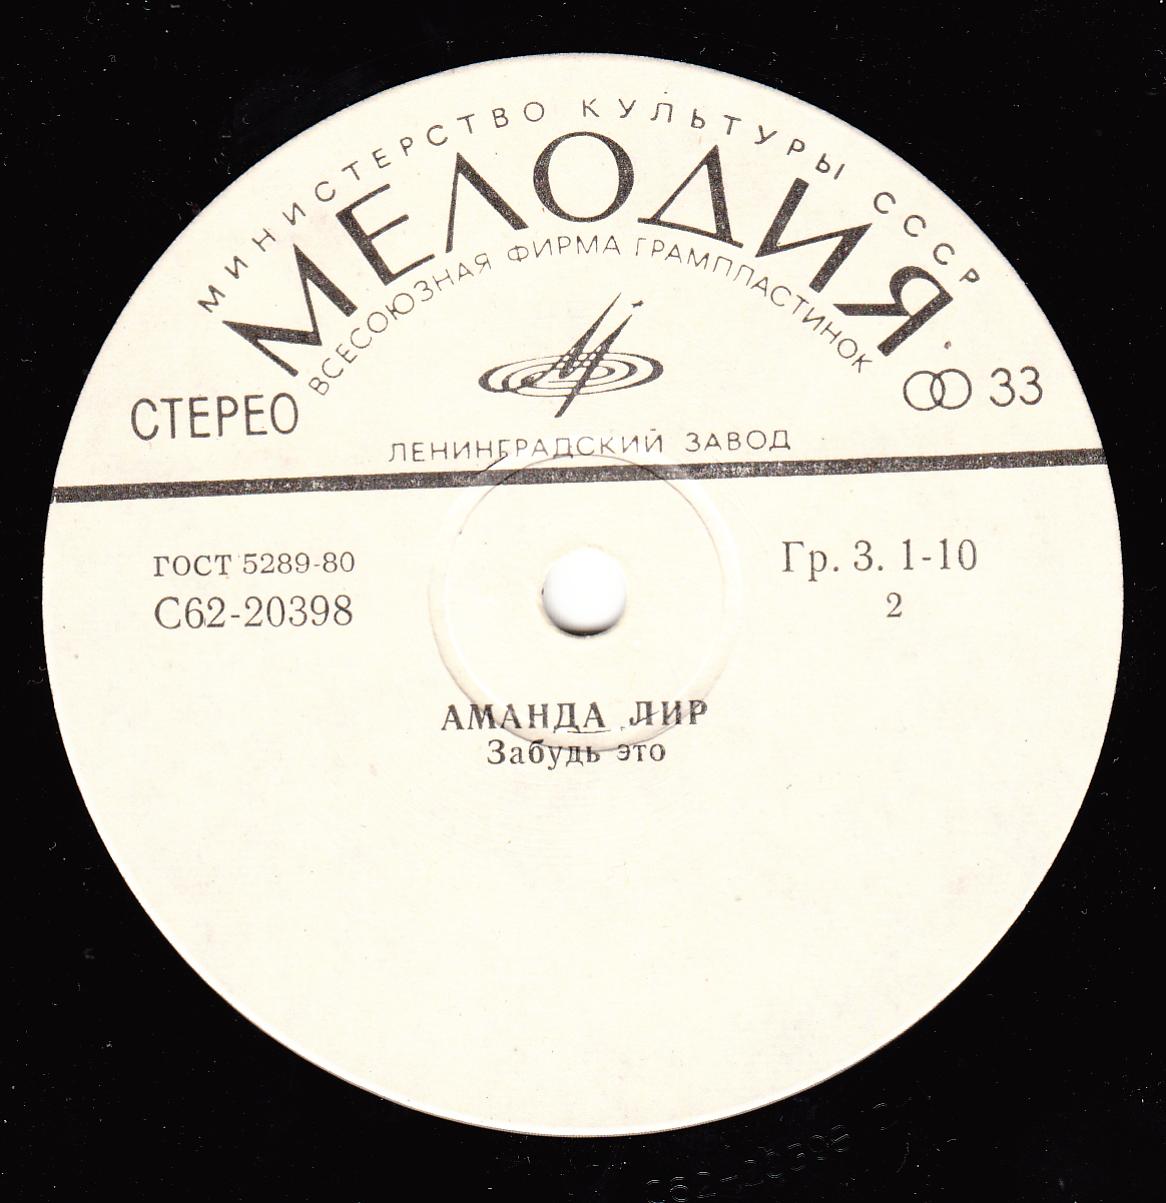 МИНИСТЕРСТВО КУЛЬТУРЫ СССР
МЕЛОДИЯ
ВСЕСОЮЗНАЯ ФИРМА ГРАМПЛАСТИНОК
СТЕРЕО
33
ЛЕНИНГРАДСКИЙ ЗАВОД
ГОСТ 5289-80
Гр. 3. 1-10
С62-20398
2
АМАНДА ЛИР
Забудь это